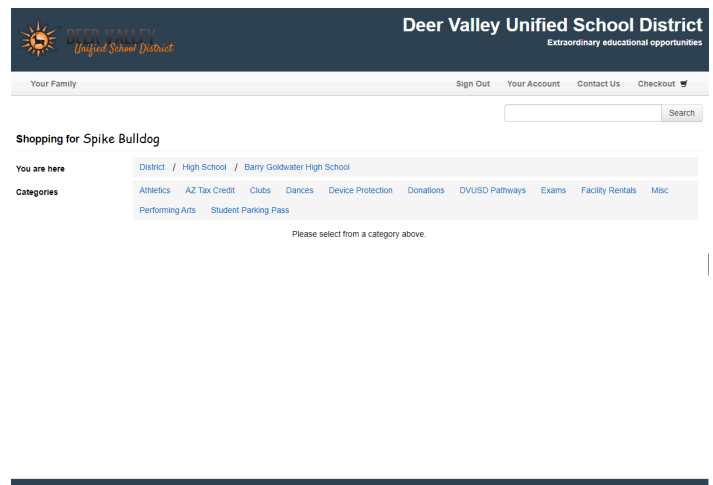 DEER VALLEY
Unified School District
Deer Valley Unified School District
Extraordinary educational opportunities
Your Family Sign Out Your Account Contact Us Checkout
Search
Shopping for Spike Bulldog
You are here District / High School / Barry Goldwater High School
Categories Athletics AZ Tax Credit Clubs Dances Device Protection Donations DVUSD Pathways Exams Facility Rentals Misc
Performing Arts Student Parking Pass
Please select from a category above.